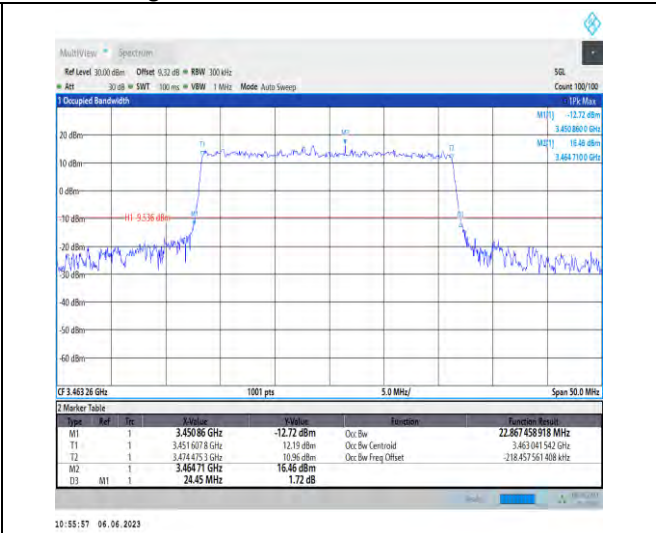 MultiView Spectrum
Ref Level 30.00 dBm Offset 9.32 dB RBW 300 kHz SGL
Att 30 dB SWT 100 ms VBW 1 MHz Mode Auto Sweep Count 100/100
1 Occupied Bandwidth 1Pk Max
M1[1] -12.72 dBm
3.450 860 0 GHz
M2[1] 16.46 dBm
3.464 710 0 GHz
20 dBm
M2
T1
T2
10 dBm
0 dBm
-10 dBm
H1 -9.536 dBm
M1
-20 dBm
-30 dBm
-40 dBm
-50 dBm
-60 dBm
CF 3.463 26 GHz 1001 pts 5.0 MHz/ Span 50.0 MHz
2 Marker Table
Type Ref Trc X-Value Y-Value Function Function Result
M1 1 3.450 86 GHz -12.72 dBm Occ Bw 22.867 458 918 MHz
T1 1 3.451 607 8 GHz 12.19 dBm Occ Bw Centroid 3.463 041 542 GHz
T2 1 3.474 475 3 GHz 10.96 dBm Occ Bw Freq Offset -218.457 561 408 kHz
M2 1 3.464 71 GHz 16.46 dBm
D3 M1 1 24.45 MHz 1.72 dB
10:55:57 06.06.2023